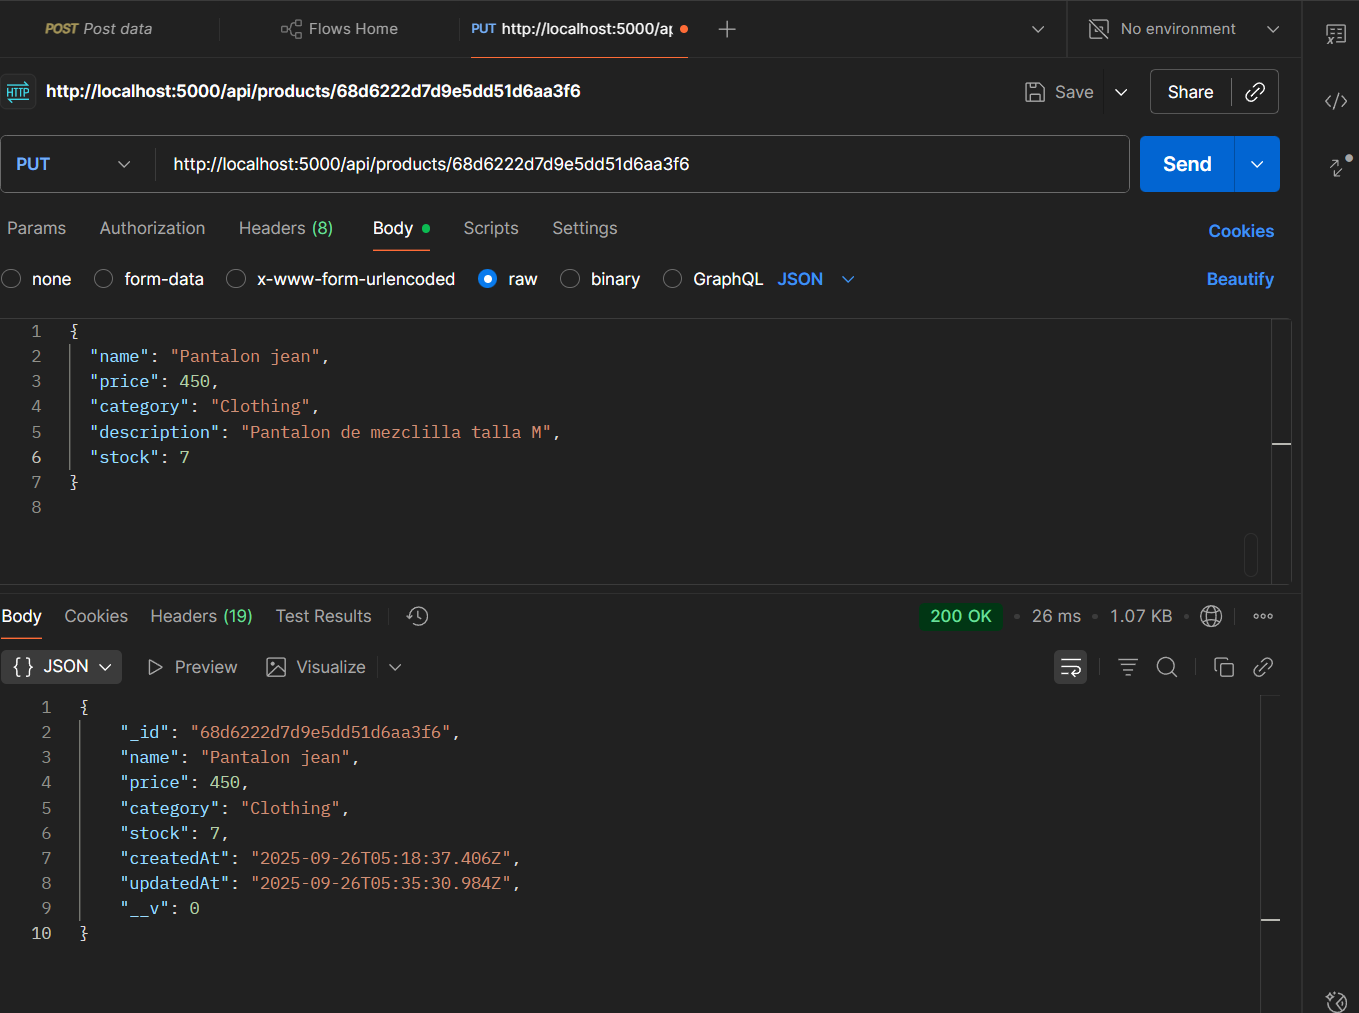 POST Post data
Flows Home
PUT http://localhost:5000/ap
No environment
HTTP http://localhost:5000/api/products/68d6222d7d9e5dd51d6aa3f6
Save
Share
PUT
http://localhost:5000/api/products/68d6222d7d9e5dd51d6aa3f6
Send
Params Authorization Headers (8) Body Scripts Settings
Cookies
none form-data x-www-form-urlencoded raw binary GraphQL JSON
Beautify
1 {
2 "name": "Pantalon jean",
3 "price": 450,
4 "category": "Clothing",
5 "description": "Pantalon de mezclilla talla M",
6 "stock": 7
7 }
8
Body Cookies Headers (19) Test Results
200 OK • 26 ms • 1.07 KB •
{} JSON Preview Visualize
1 {
2 "_id": "68d6222d7d9e5dd51d6aa3f6",
3 "name": "Pantalon jean",
4 "price": 450,
5 "category": "Clothing",
6 "stock": 7,
7 "createdAt": "2025-09-26T05:18:37.406Z",
8 "updatedAt": "2025-09-26T05:35:30.984Z",
9 "__v": 0
10 }